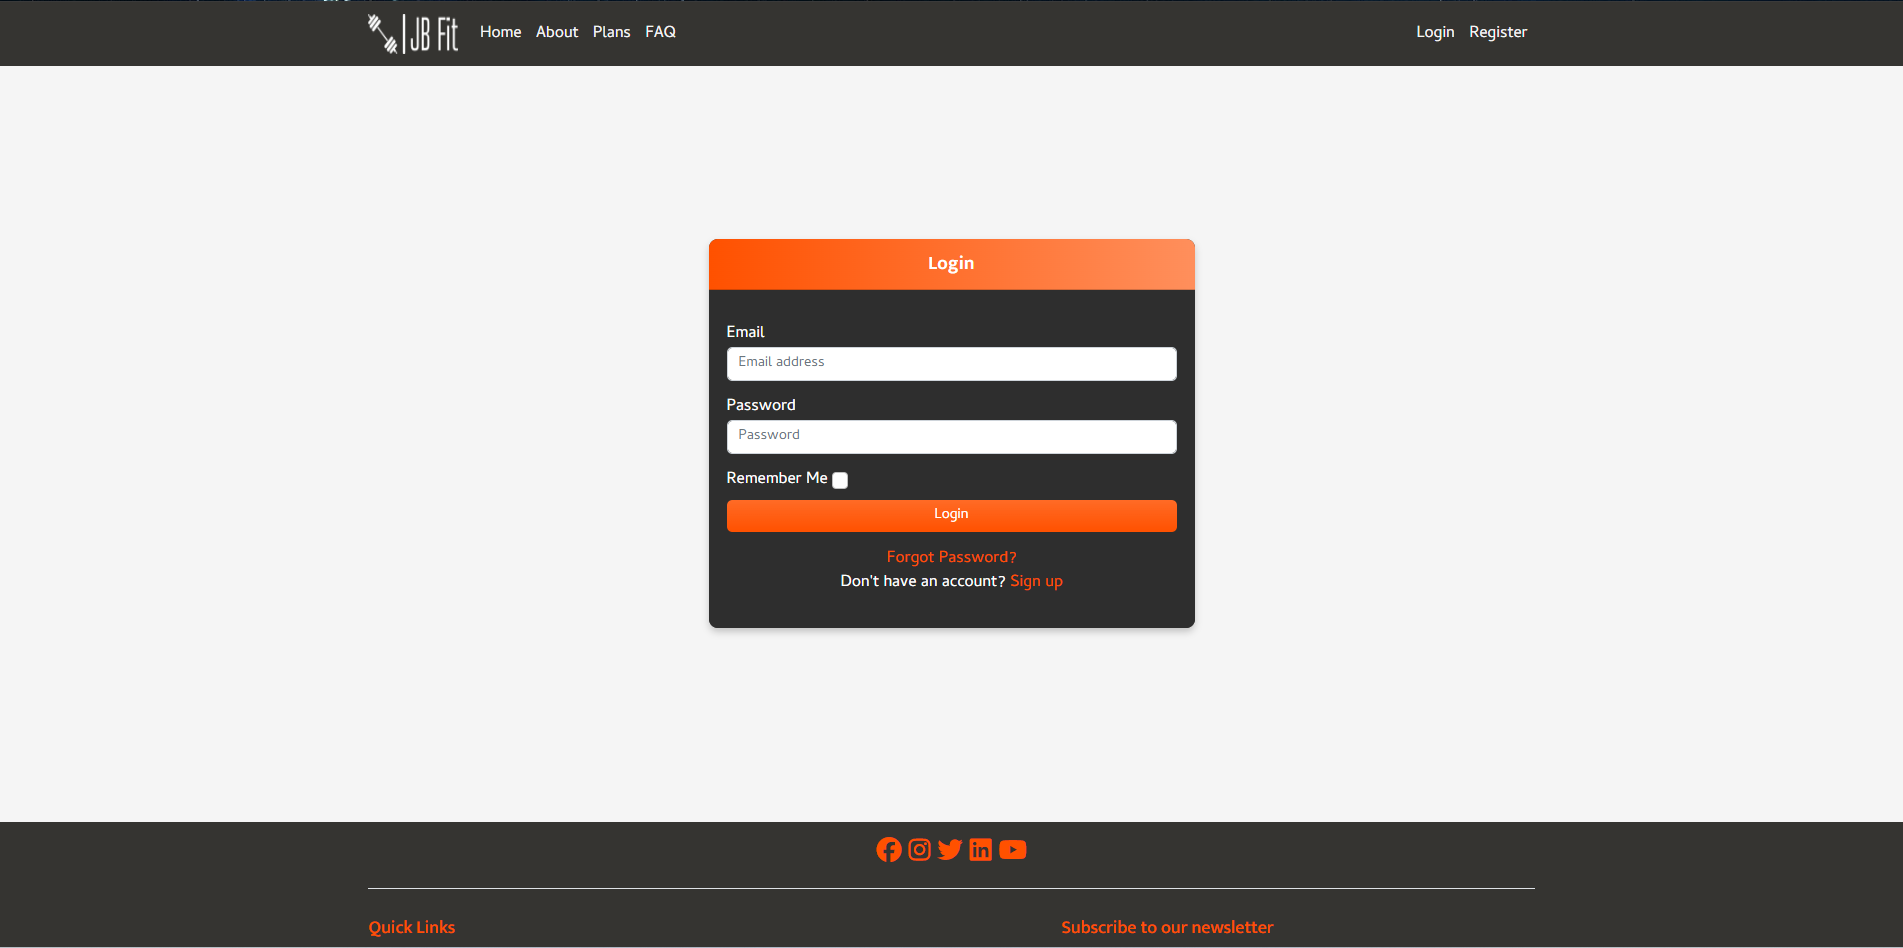 JB Fit Home About Plans FAQ Login Register
Login
Email
Email address
Password
Password
Remember Me
Login
Forgot Password?
Don't have an account? Sign up
Quick Links Subscribe to our newsletter